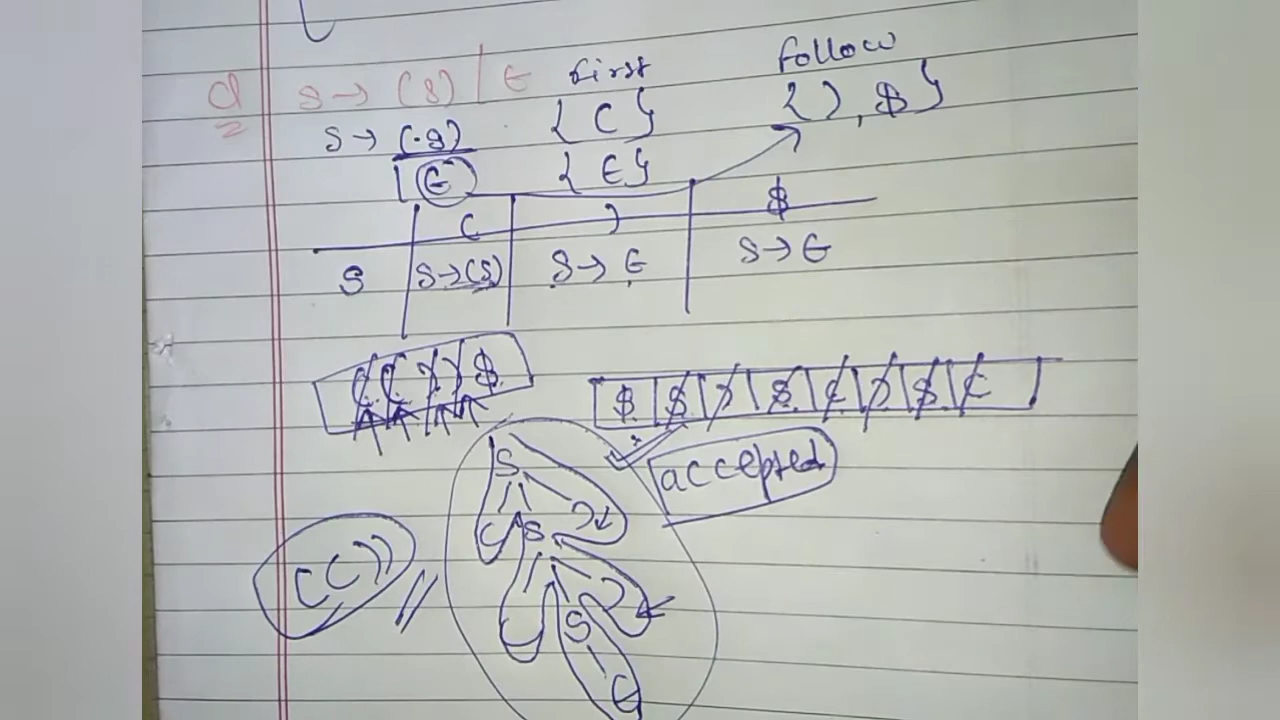 Q S → (S) / ε First Follow
S → (·S) { ( } { ), $ }
| ε { ε }
( ) $
S S→(S) S→ ε S→ε
( ( ) ) $
$ $ ) S ( ) S (
accepted
S
( S )
( ( ) ) ( S )
ε